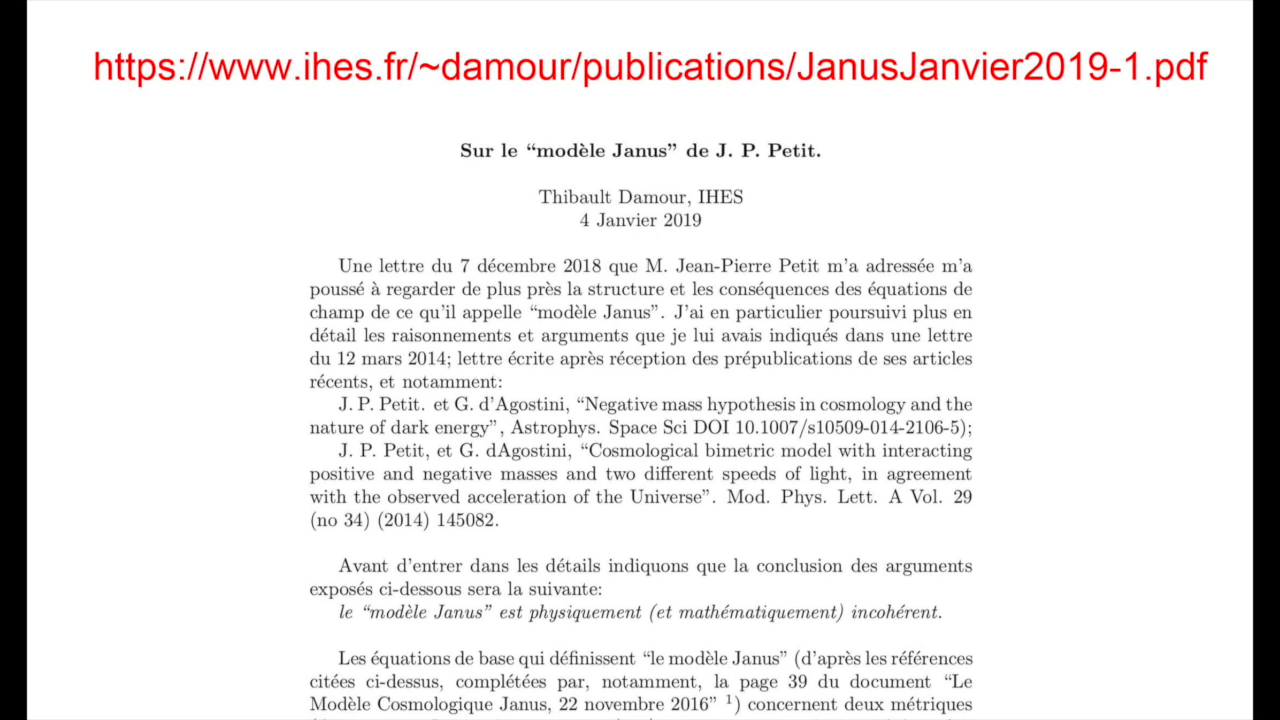 https://www.ihes.fr/~damour/publications/JanusJanvier2019-1.pdf
Sur le “modèle Janus” de J. P. Petit.
Thibault Damour, IHES
4 Janvier 2019
Une lettre du 7 décembre 2018 que M. Jean-Pierre Petit m’a adressée m’a
poussé à regarder de plus près la structure et les conséquences des équations de
champ de ce qu’il appelle “modèle Janus”. J’ai en particulier poursuivi plus en
détail les raisonnements et arguments que je lui avais indiqués dans une lettre
du 12 mars 2014; lettre écrite après réception des prépublications de ses articles
récents, et notamment:
J. P. Petit. et G. d’Agostini, “Negative mass hypothesis in cosmology and the
nature of dark energy”, Astrophys. Space Sci DOI 10.1007/s10509-014-2106-5);
J. P. Petit, et G. dAgostini, “Cosmological bimetric model with interacting
positive and negative masses and two different speeds of light, in agreement
with the observed acceleration of the Universe”. Mod. Phys. Lett. A Vol. 29
(no 34) (2014) 145082.
Avant d’entrer dans les détails indiquons que la conclusion des arguments
exposés ci-dessous sera la suivante:
le “modèle Janus” est physiquement (et mathématiquement) incohérent.
Les équations de base qui définissent “le modèle Janus” (d’après les références
citées ci-dessus, complétées par, notamment, la page 39 du document “Le
Modèle Cosmologique Janus, 22 novembre 2016” 1) concernent deux métriques